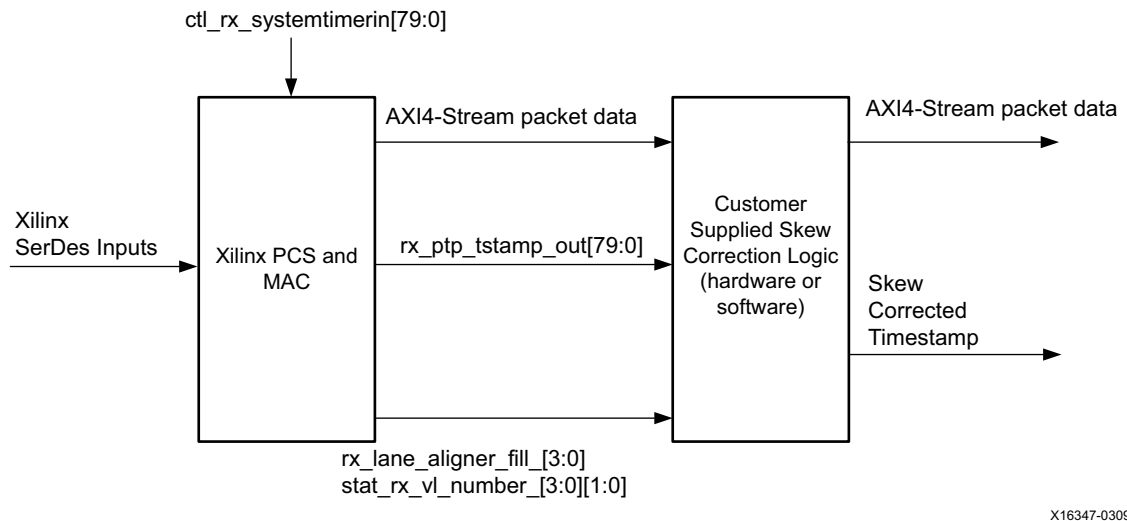 ctl_rx_systemtimerin[79:0]
AXI4-Stream packet data
AXI4-Stream packet data
Xilinx
SerDes Inputs
Xilinx PCS and
MAC
rx_ptp_tstamp_out[79:0]
Customer
Supplied Skew
Correction Logic
(hardware or
software)
Skew
Corrected
Timestamp
rx_lane_aligner_fill_[3:0]
stat_rx_vl_number_[3:0][1:0]
X16347-0309